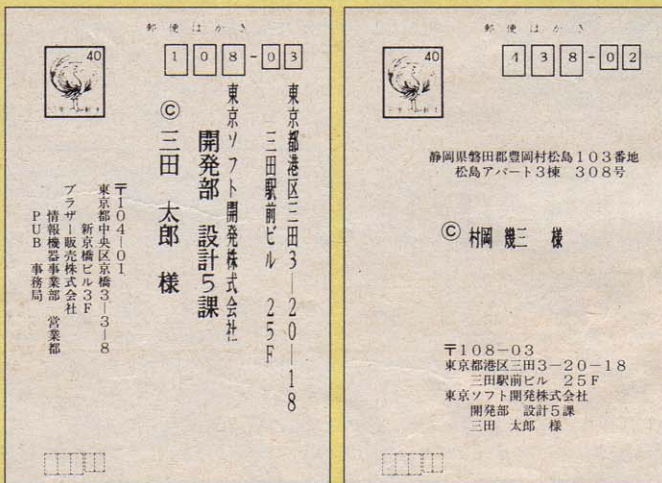 郵便はがき
40
108-03
東京都港区三田3-20-18
三田駅前ビル 25F
東京ソフト開発株式会社
開発部 設計5課
Ⓒ 三田 太郎 様
〒104-01
東京都中央区京橋3-3-8
新京橋ビル3F
ブラザー販売株式会社
情報機器事業部 営業部
PUB 事務局
郵便はがき
40
438-02
静岡県磐田郡豊岡村松島103番地
松島アパート3棟 308号
Ⓒ 村岡 幾三 様
〒108-03
東京都港区三田3-20-18
三田駅前ビル 25F
東京ソフト開発株式会社
開発部 設計5課
三田 太郎 様